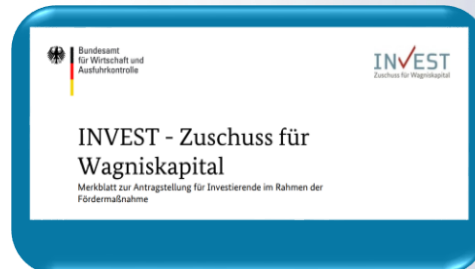 Bundesamt
für Wirtschaft und
Ausfuhrkontrolle
INVEST
Zuschuss für Wagniskapital
INVEST - Zuschuss für
Wagniskapital
Merkblatt zur Antragstellung für Investierende im Rahmen der
Fördermaßnahme